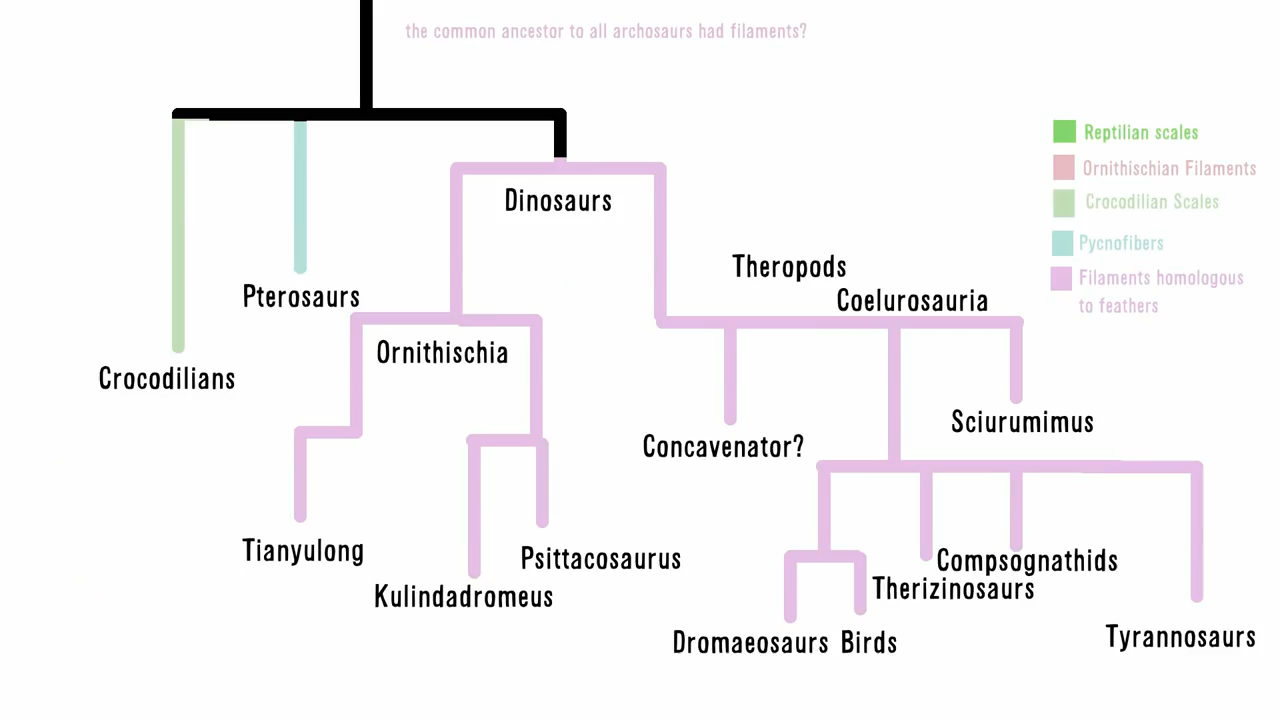 the common ancestor to all archosaurs had filaments?
Reptilian scales
Ornithischian Filaments
Crocodilian Scales
Pycnofibers
Filaments homologous
to feathers
Dinosaurs
Theropods
Coelurosauria
Pterosaurs
Ornithischia
Crocodilians
Sciurumimus
Concavenator?
Tianyulong
Psittacosaurus
Compsognathids
Kulindadromeus
Therizinosaurs
Dromaeosaurs Birds
Tyrannosaurs